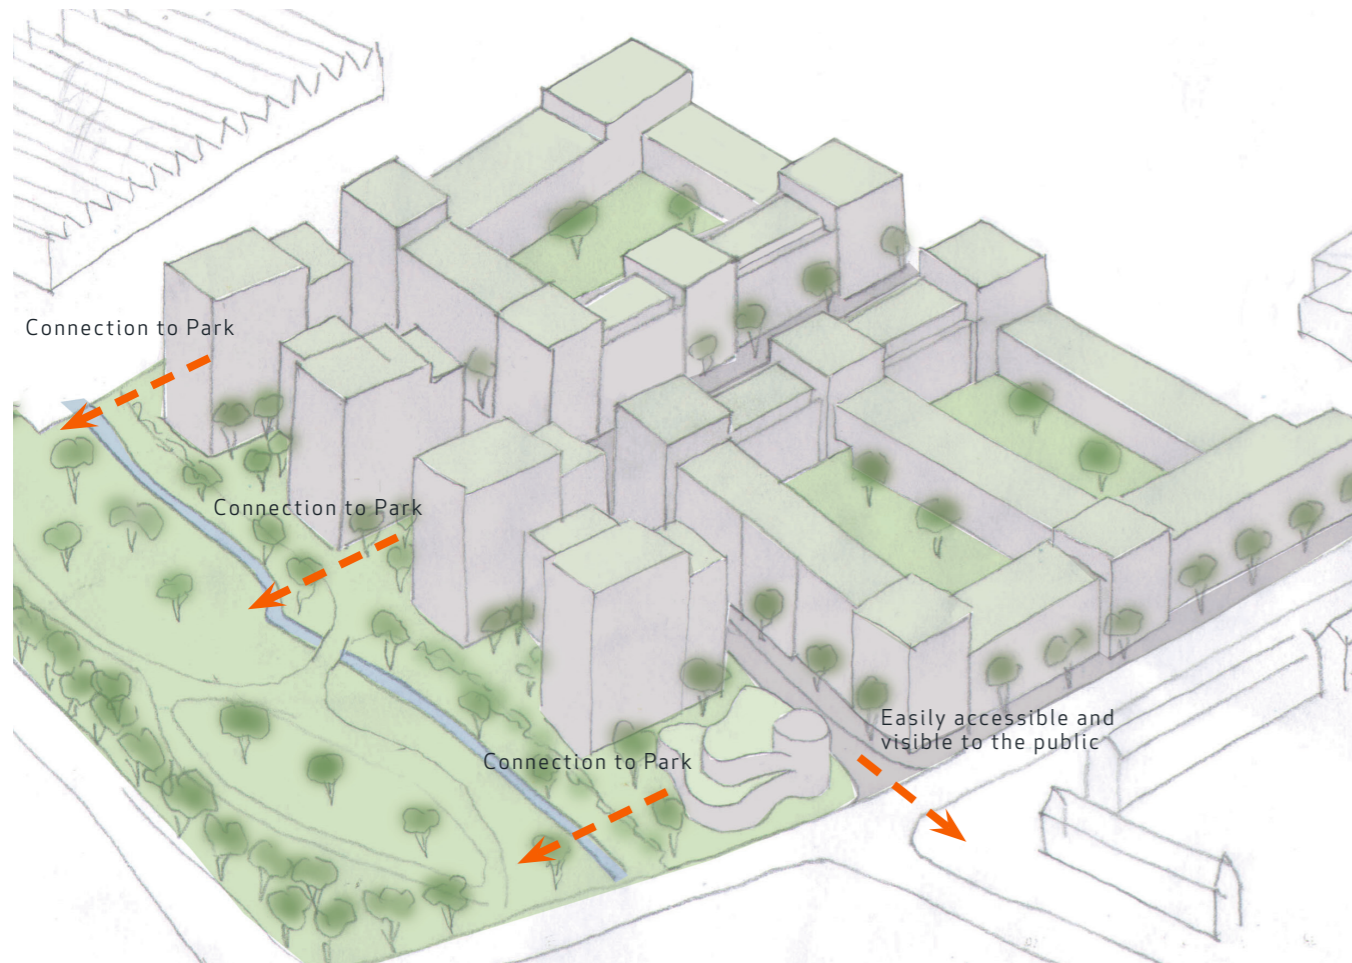 Connection to Park
Connection to Park
Easily accessible and
visible to the public
Connection to Park